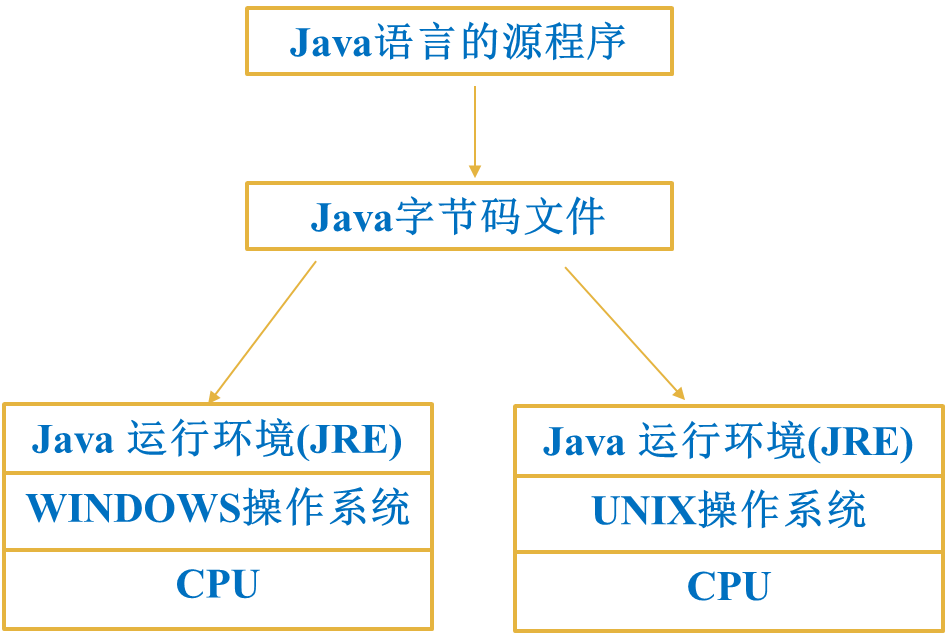 Java语言的源程序
Java字节码文件
Java 运行环境(JRE)
WINDOWS操作系统
CPU
Java 运行环境(JRE)
UNIX操作系统
CPU